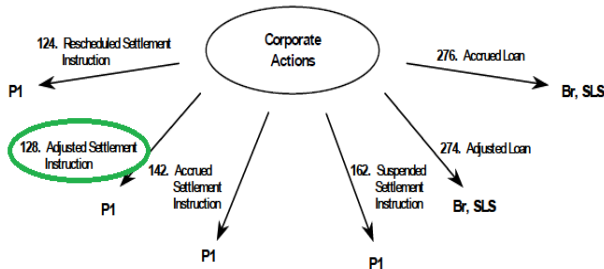 124. Rescheduled Settlement
Instruction
Corporate
Actions
276. Accrued Loan
P1
Br, SLS
128. Adjusted Settlement
Instruction
142. Accrued
Settlement
Instruction
162. Suspended
Settlement
Instruction
274. Adjusted Loan
P1
Br, SLS
P1
P1